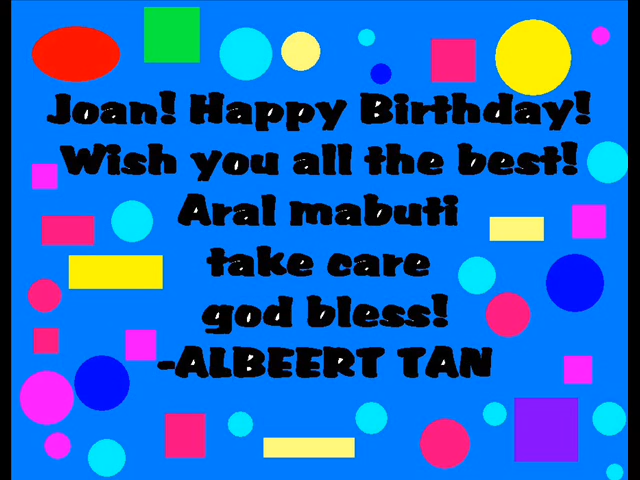 Joan! Happy Birthday!
Wish you all the best!
Aral mabuti
take care
god bless!
-ALBEERT TAN